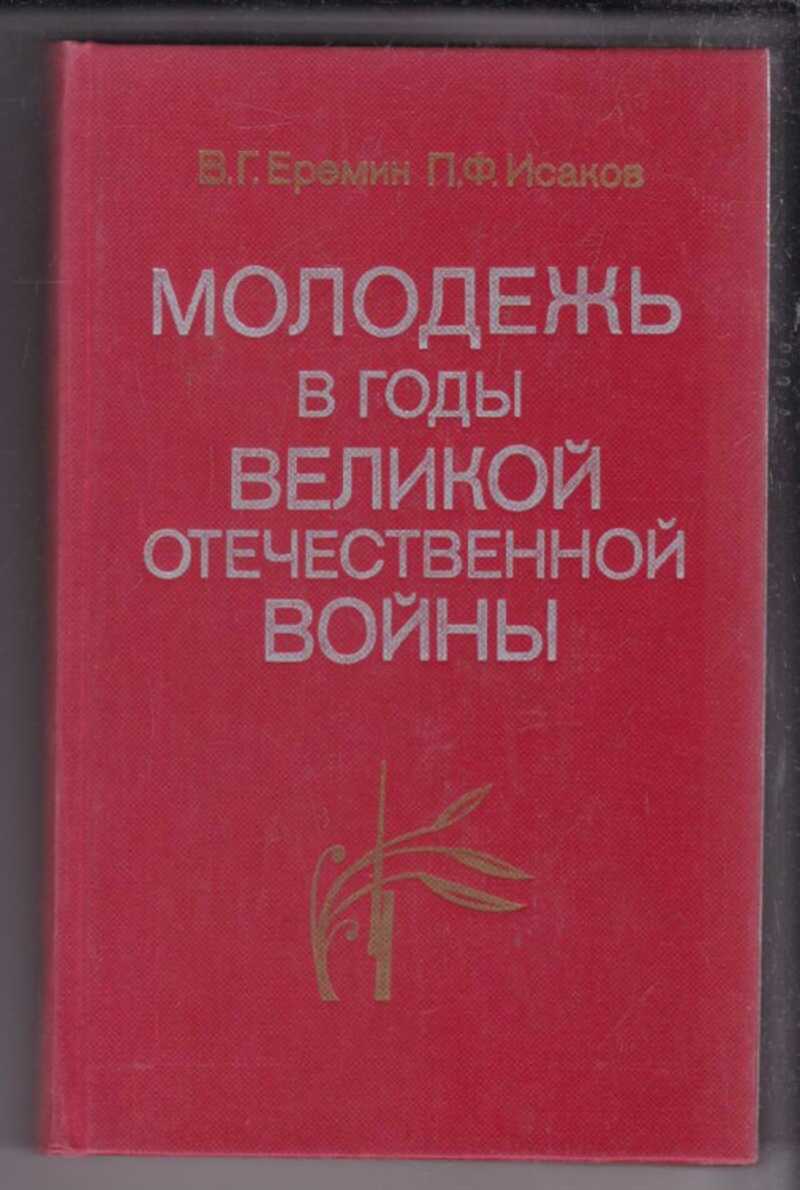 В.Г. Еремин П.Ф. Исаков
МОЛОДЕЖЬ
В ГОДЫ
ВЕЛИКОЙ
ОТЕЧЕСТВЕННОЙ
ВОЙНЫ